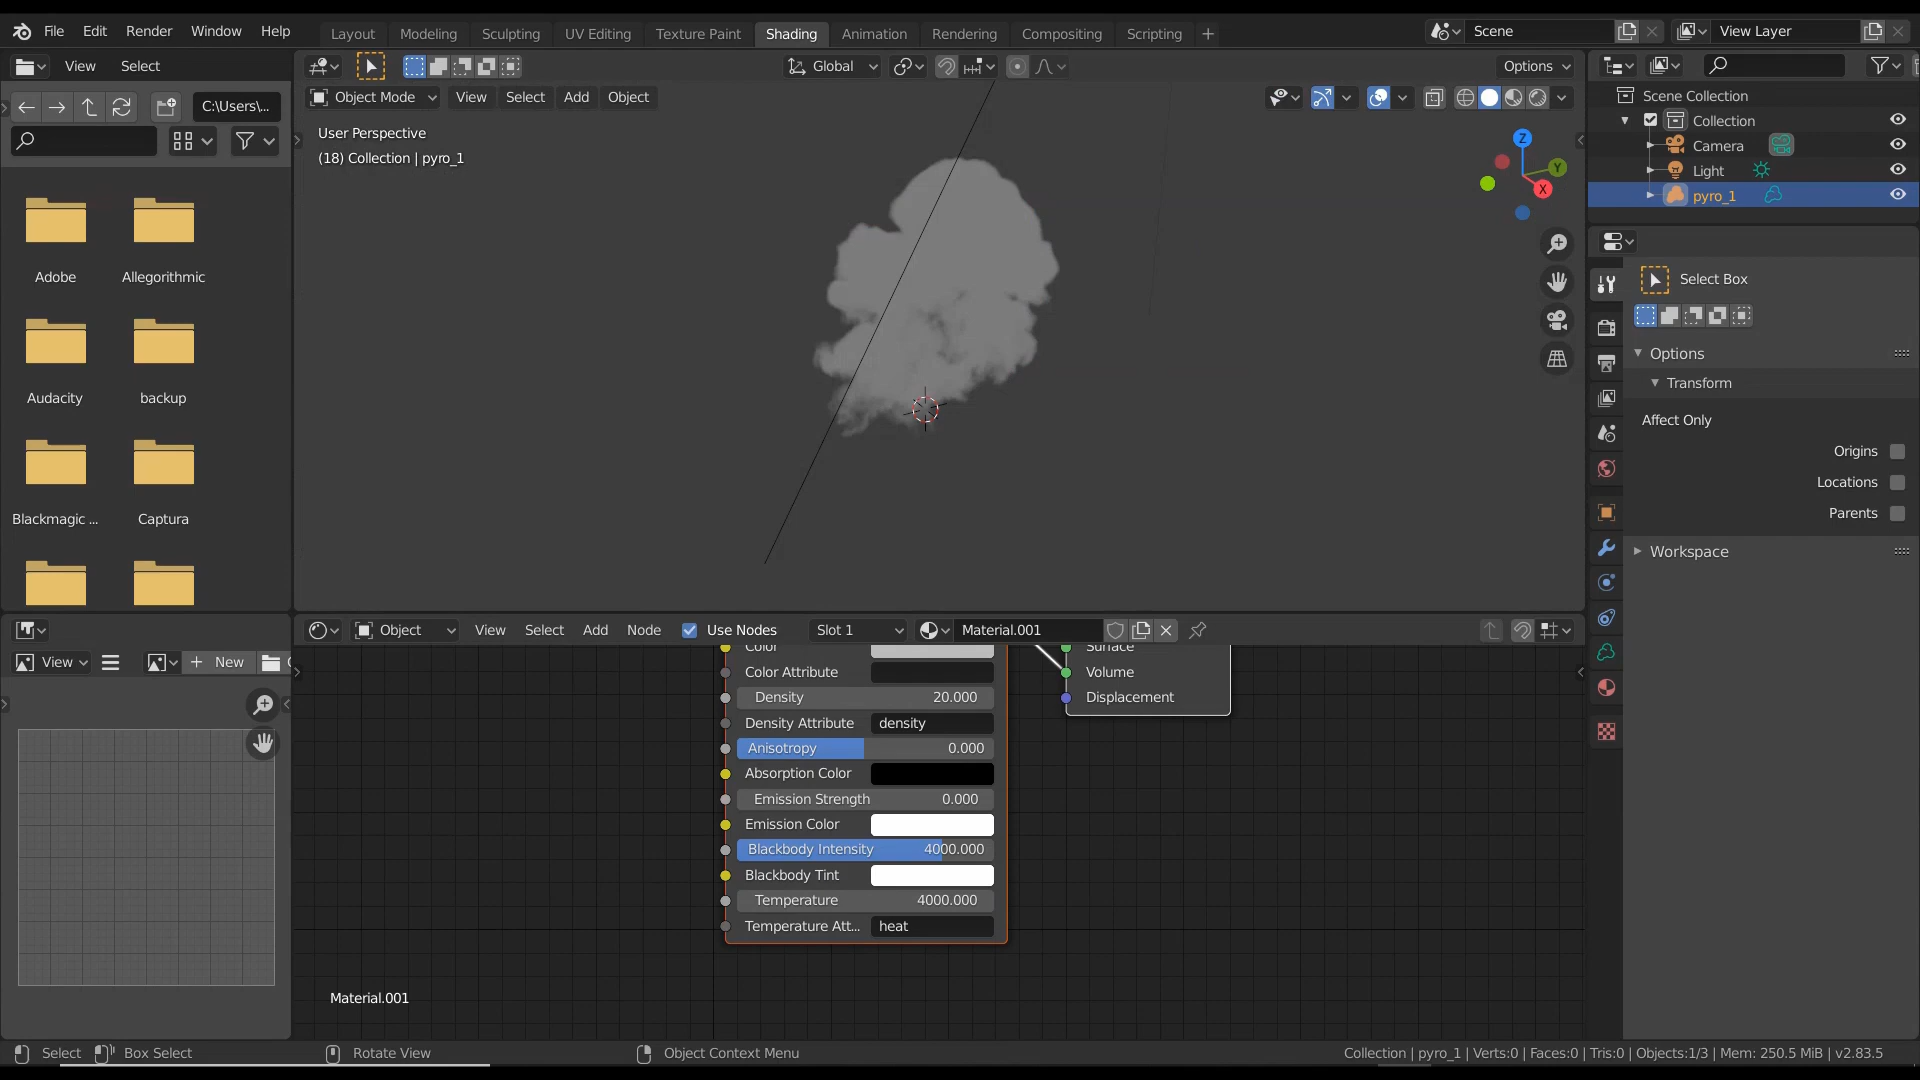 File Edit Render Window Help Layout Modeling Sculpting UV Editing Texture Paint Shading Animation Rendering Compositing Scripting + Scene View Layer
View Select
C:\Users\...
Adobe
Allegorithmic
Audacity
backup
Blackmagic ...
Captura
Global
Options
Object Mode View Select Add Object
User Perspective
(18) Collection | pyro_1
Z
Y
X
Scene Collection
Collection
Camera
Light
pyro_1
Select Box
Options
Transform
Affect Only
Origins
Locations
Parents
Workspace
View
New
Object View Select Add Node Use Nodes Slot 1 Material.001
Color
Color Attribute
Density 20.000
Density Attribute density
Anisotropy 0.000
Absorption Color
Emission Strength 0.000
Emission Color
Blackbody Intensity 4000.000
Blackbody Tint
Temperature 4000.000
Temperature Att... heat
Surface
Volume
Displacement
Material.001
Select Box Select Rotate View Object Context Menu Collection | pyro_1 | Verts:0 | Faces:0 | Tris:0 | Objects:1/3 | Mem: 250.5 MiB | v2.83.5